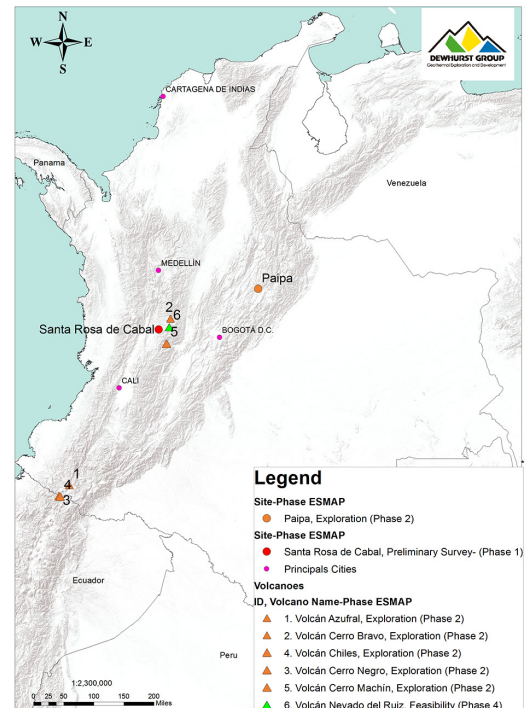 N
W E
S
DEWHURST GROUP
Geothermal Exploration and Development
CARTAGENA DE INDIAS
Panama
Venezuela
MEDELLÍN
Paipa
2
6
Santa Rosa de Cabal
5
BOGOTÁ D.C.
CALI
1
4
3
Ecuador
Peru
1:2,300,000
0 25 50 100 150 200
Miles
Legend
Site-Phase ESMAP
Paipa, Exploration (Phase 2)
Site-Phase ESMAP
Santa Rosa de Cabal, Preliminary Survey- (Phase 1)
Principals Cities
Volcanoes
ID, Volcano Name-Phase ESMAP
1. Volcán Azufral, Exploration (Phase 2)
2. Volcán Cerro Bravo, Exploration (Phase 2)
4. Volcán Chiles, Exploration (Phase 2)
3. Volcán Cerro Negro, Exploration (Phase 2)
5. Volcán Cerro Machín, Exploration (Phase 2)
6. Volcán Nevado del Ruiz, Feasibility (Phase 4)